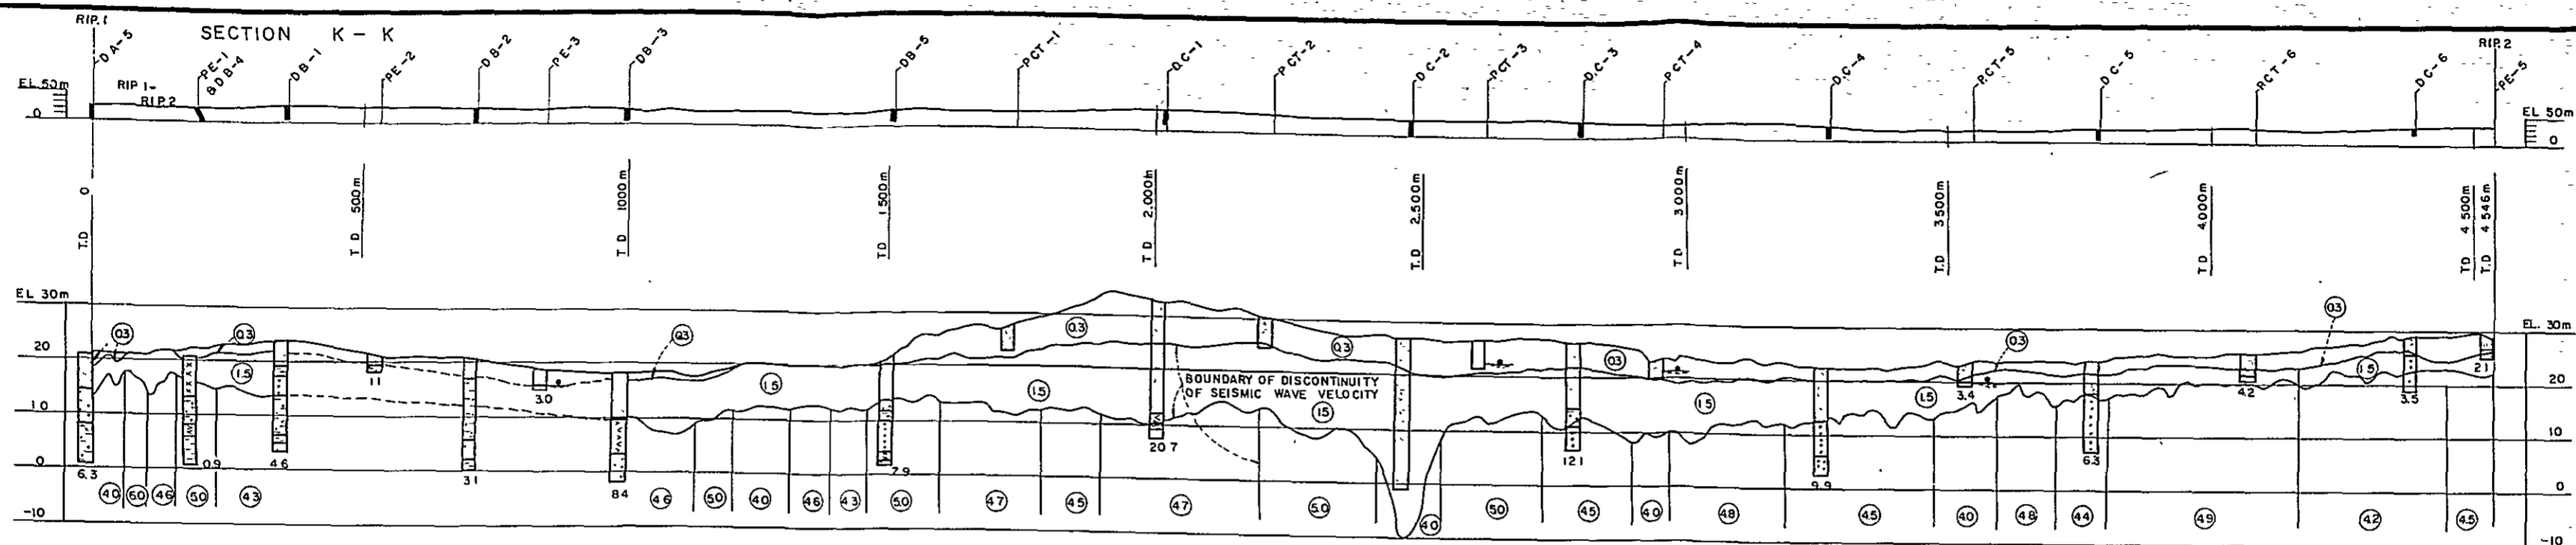 RIP.1
SECTION K-K
RIP.2
DA-5
PE-1
&DB-4
DB-1
PE-2
DB-2
PE-3
DB-3
DB-5
PCT-1
DC-1
PCT-2
DC-2
PCT-3
DC-3
PCT-4
DC-4
PCT-5
DC-5
PCT-6
DC-6
PE-5
EL.50m
0
RIP 1-
RIP.2
EL 50m
0
T.D 0
T D 500m
T D 1000m
T D 1500m
T D 2.000m
T.D 2.500m
T D 3000m
T.D 3500m
T D 4.000m
T D 4 500m
T.D 4 546m
EL 30m
20
10
0
-10
EL. 30m
20
10
0
-10
0.3
0.3
0.3
0.3
0.3
0.3
0.3
0.3
1.5
1.5
1.5
1.5
1.5
1.5
1.5
BOUNDARY OF DISCONTINUITY
OF SEISMIC WAVE VELOCITY
6.3
0.9
4.6
1.1
3.1
3.0
8.4
7.9
20.7
12.1
9.9
3.4
6.3
4.2
3.5
2.1
4.0
5.0
4.6
5.0
4.3
4.6
5.0
4.0
4.6
4.3
5.0
4.7
4.5
4.7
5.0
4.0
5.0
4.5
4.0
4.8
4.5
4.0
4.8
4.4
4.9
4.2
4.5